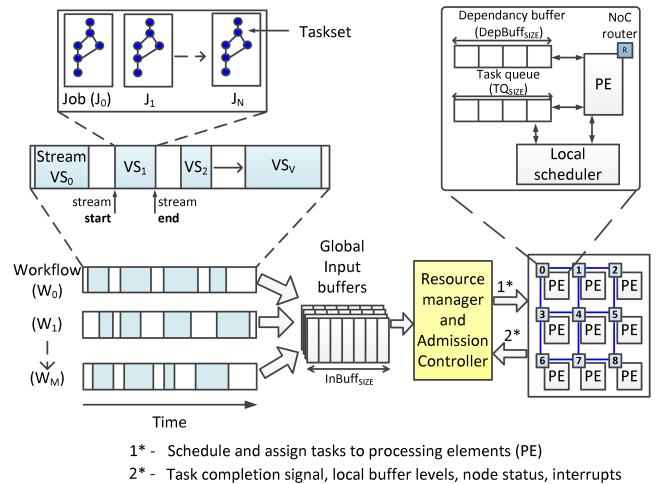 Taskset
Job (J0)
J1
JN
Dependancy buffer
(DepBuffSIZE)
NoC
router
R
PE
Task queue
(TQSIZE)
Local
scheduler
Stream
VS0
VS1
VS2
VSV
stream
start
stream
end
Workflow
(W0)
(W1)
(WM)
Time
Global
Input
buffers
InBuffSIZE
Resource
manager
and
Admission
Controller
1*
2*
0 1 2
PE PE PE
3 4 5
PE PE PE
6 7 8
PE PE PE
1* - Schedule and assign tasks to processing elements (PE)
2* - Task completion signal, local buffer levels, node status, interrupts